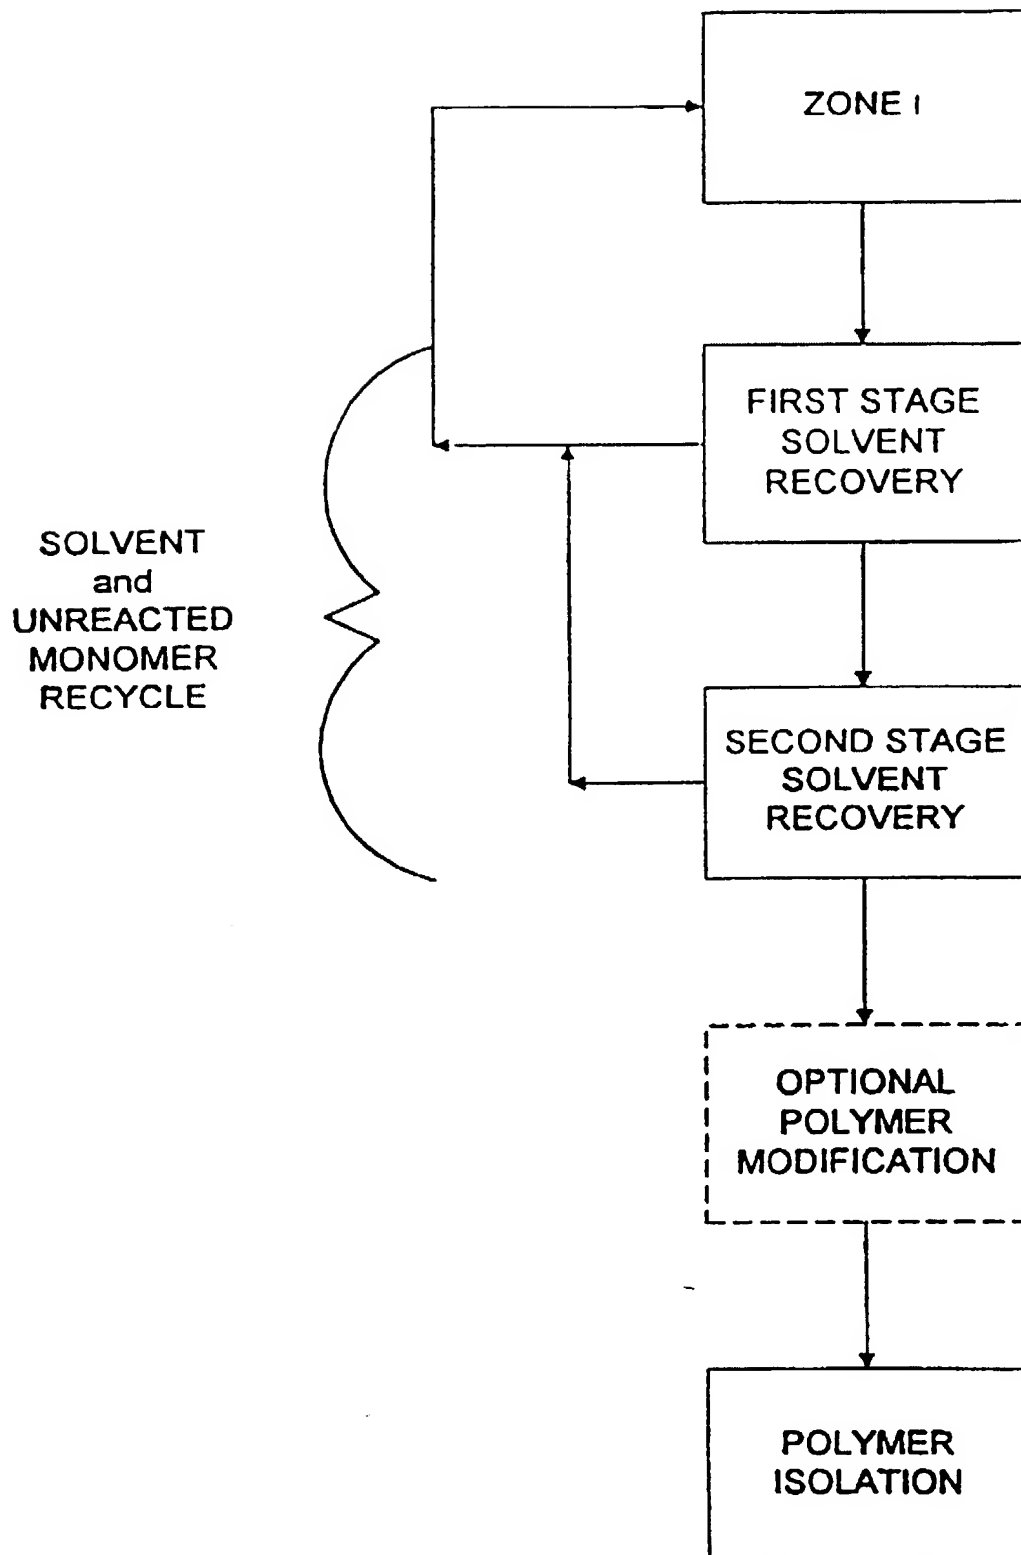 ZONE I
FIRST STAGE
SOLVENT
RECOVERY
SOLVENT
and
UNREACTED
MONOMER
RECYCLE
SECOND STAGE
SOLVENT
RECOVERY
OPTIONAL
POLYMER
MODIFICATION
POLYMER
ISOLATION